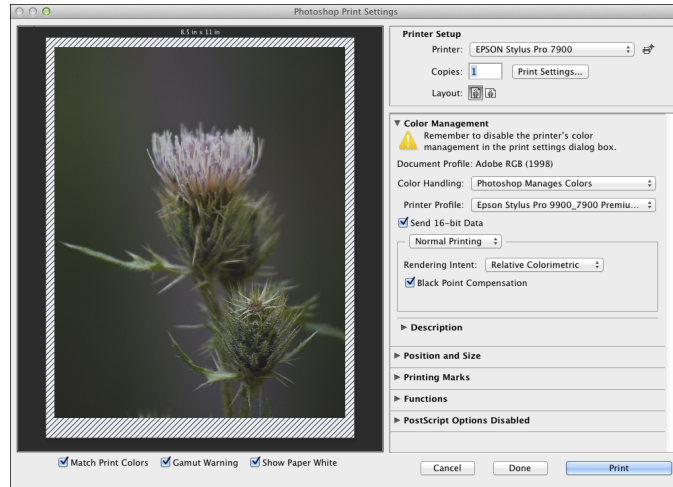 Photoshop Print Settings
8.5 in x 11 in
Printer Setup
Printer: EPSON Stylus Pro 7900
Copies: 1 Print Settings...
Layout:
Color Management
Remember to disable the printer's color
management in the print settings dialog box.
Document Profile: Adobe RGB (1998)
Color Handling: Photoshop Manages Colors
Printer Profile: Epson Stylus Pro 9900_7900 Premiu...
Send 16-bit Data
Normal Printing
Rendering Intent: Relative Colorimetric
Black Point Compensation
Description
Position and Size
Printing Marks
Functions
PostScript Options Disabled
Match Print Colors Gamut Warning Show Paper White
Cancel Done Print